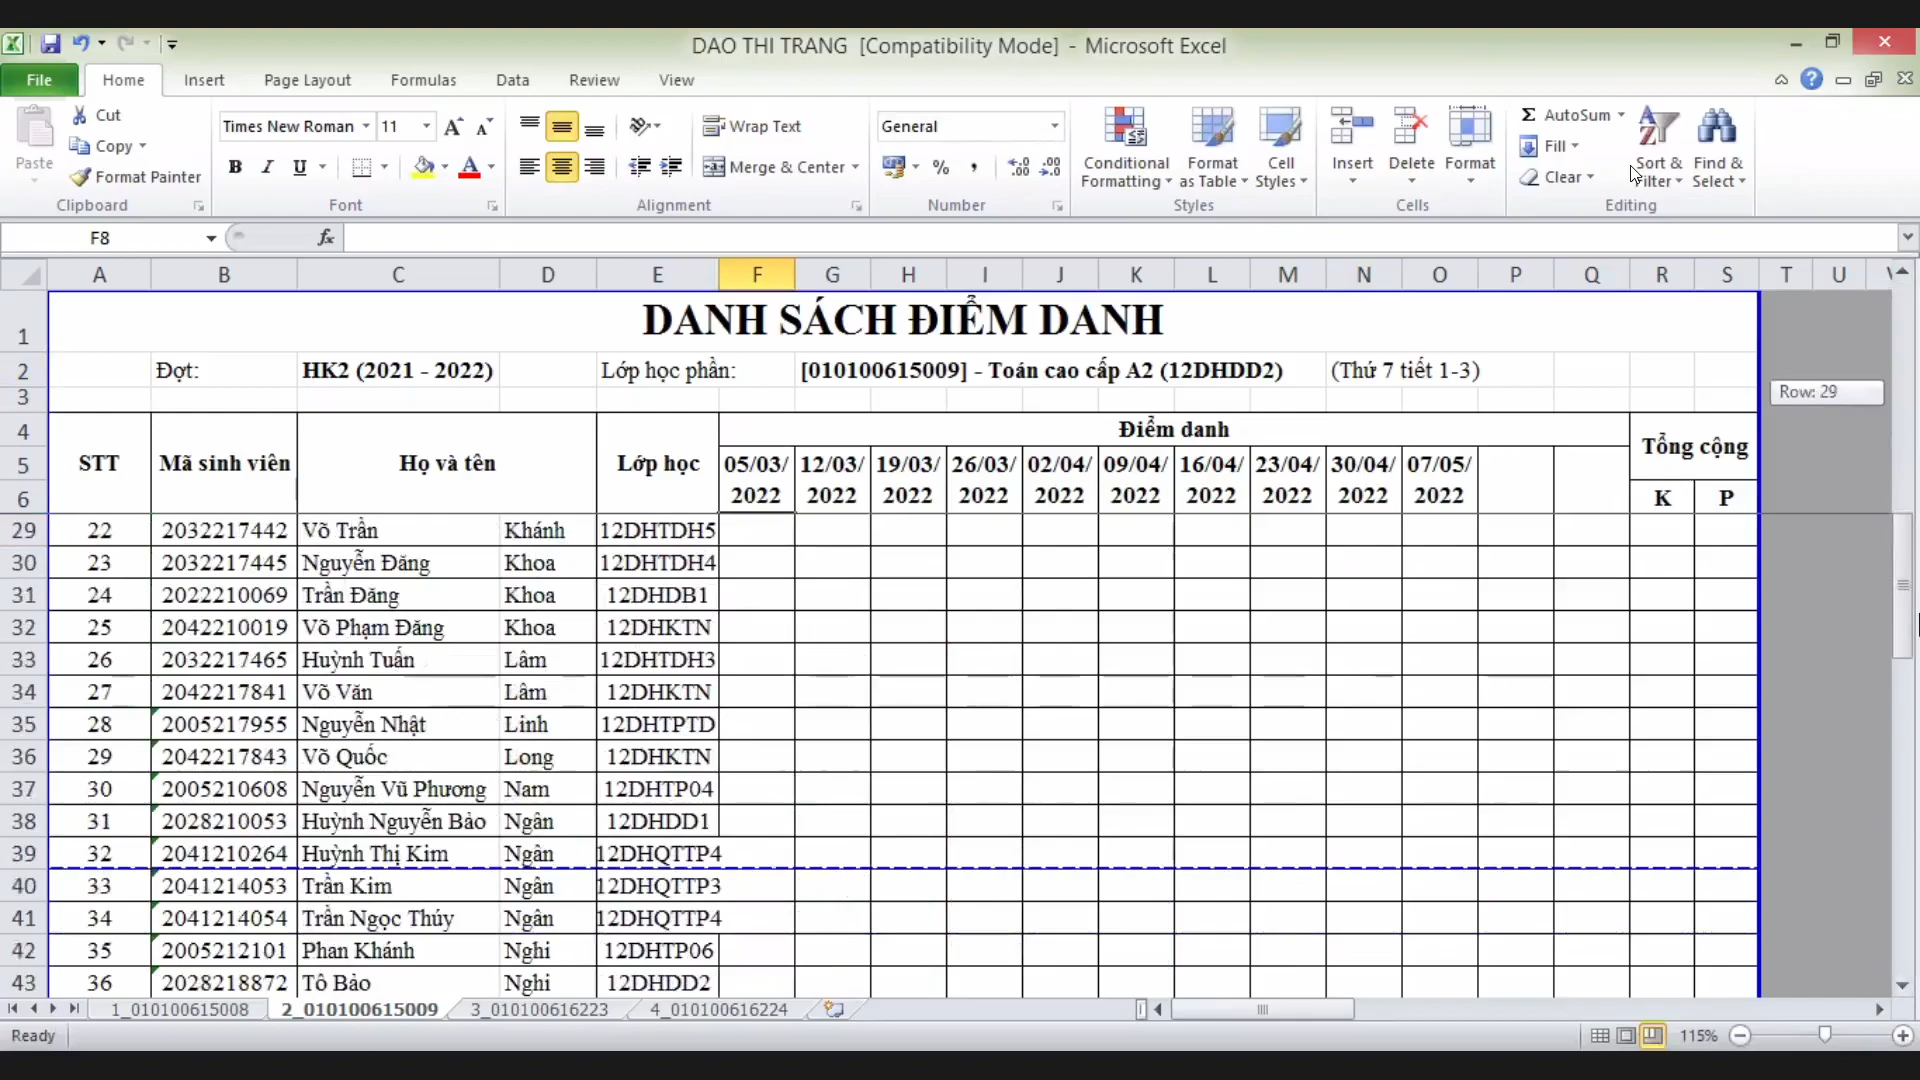 DAO THI TRANG [Compatibility Mode] - Microsoft Excel
File Home Insert Page Layout Formulas Data Review View
Paste
Cut
Copy
Format Painter
Clipboard
Times New Roman 11
B I U A
Font
Wrap Text
Merge & Center
Alignment
General
%
Number
Conditional Formatting
Format as Table
Cell Styles
Styles
Insert Delete Format
Cells
Σ AutoSum
Fill
Clear
Sort & Filter
Find & Select
Editing
F8 fx
A B C D E F G H I J K L M N O P Q R S T U
1 DANH SÁCH ĐIỂM DANH
2 Đợt: HK2 (2021 - 2022) Lớp học phần: [010100615009] - Toán cao cấp A2 (12DHDD2) (Thứ 7 tiết 1-3)
3
Row: 29
4 Điểm danh
5 STT Mã sinh viên Họ và tên Lớp học 05/03/ 12/03/ 19/03/ 26/03/ 02/04/ 09/04/ 16/04/ 23/04/ 30/04/ 07/05/ Tổng cộng
6 2022 2022 2022 2022 2022 2022 2022 2022 2022 2022 K P
29 22 2032217442 Võ Trần Khánh 12DHTDH5
30 23 2032217445 Nguyễn Đăng Khoa 12DHTDH4
31 24 2022210069 Trần Đăng Khoa 12DHDB1
32 25 2042210019 Võ Phạm Đăng Khoa 12DHKTN
33 26 2032217465 Huỳnh Tuấn Lâm 12DHTDH3
34 27 2042217841 Võ Văn Lâm 12DHKTN
35 28 2005217955 Nguyễn Nhật Linh 12DHTPTD
36 29 2042217843 Võ Quốc Long 12DHKTN
37 30 2005210608 Nguyễn Vũ Phương Nam 12DHTP04
38 31 2028210053 Huỳnh Nguyễn Bảo Ngân 12DHDD1
39 32 2041210264 Huỳnh Thị Kim Ngân 12DHQTTP4
40 33 2041214053 Trần Kim Ngân 12DHQTTP3
41 34 2041214054 Trần Ngọc Thúy Ngân 12DHQTTP4
42 35 2005212101 Phan Khánh Nghi 12DHTP06
43 36 2028218872 Tô Bảo Nghi 12DHDD2
1_010100615008 2_010100615009 3_010100616223 4_010100616224
Ready 115%